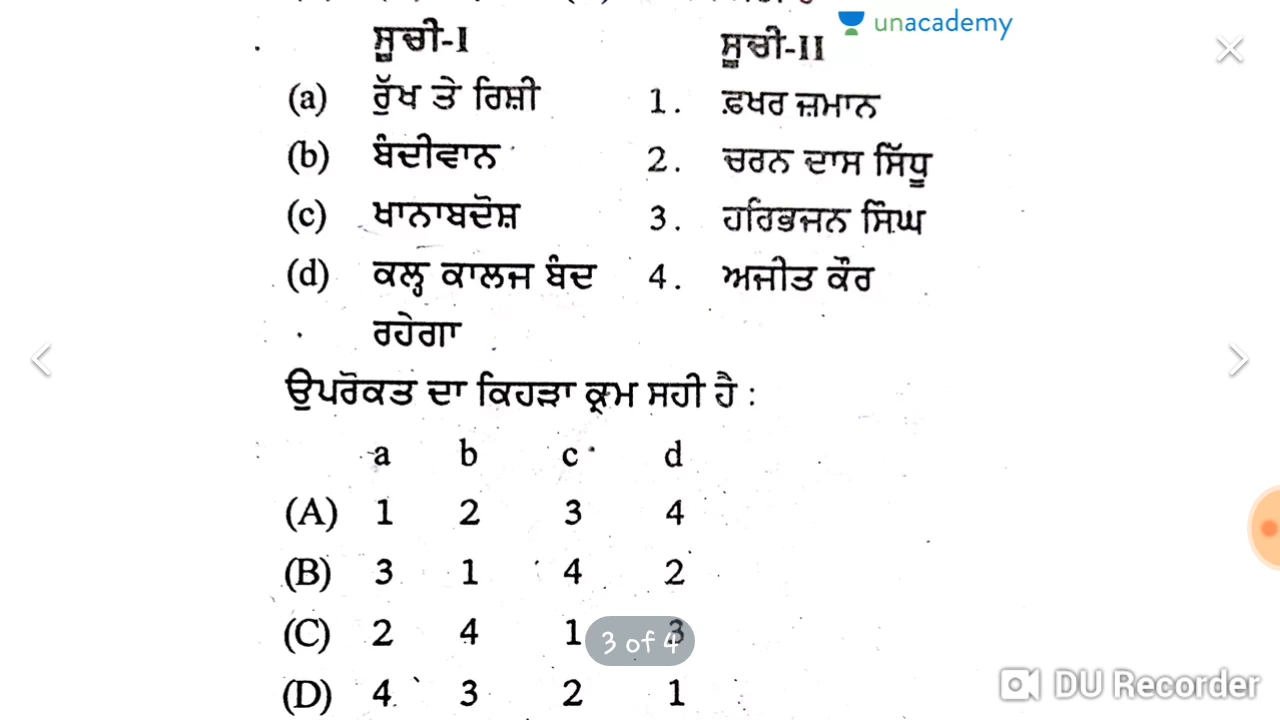 unacademy
ਸੂਚੀ-I ਸੂਚੀ-II
(a) ਰੁੱਖ ਤੇ ਰਿਸ਼ੀ 1. ਫ਼ਖਰ ਜ਼ਮਾਨ
(b) ਬੰਦੀਵਾਨ 2. ਚਰਨ ਦਾਸ ਸਿੱਧੂ
(c) ਖਾਨਾਬਦੋਸ਼ 3. ਹਰਿਭਜਨ ਸਿੰਘ
(d) ਕਲ੍ਹ ਕਾਲਜ ਬੰਦ 4. ਅਜੀਤ ਕੌਰ
ਰਹੇਗਾ
ਉਪਰੋਕਤ ਦਾ ਕਿਹੜਾ ਕ੍ਰਮ ਸਹੀ ਹੈ :
a b c d
(A) 1 2 3 4
(B) 3 1 4 2
(C) 2 4 1 3
3 of 4
(D) 4 3 2 1
DU Recorder